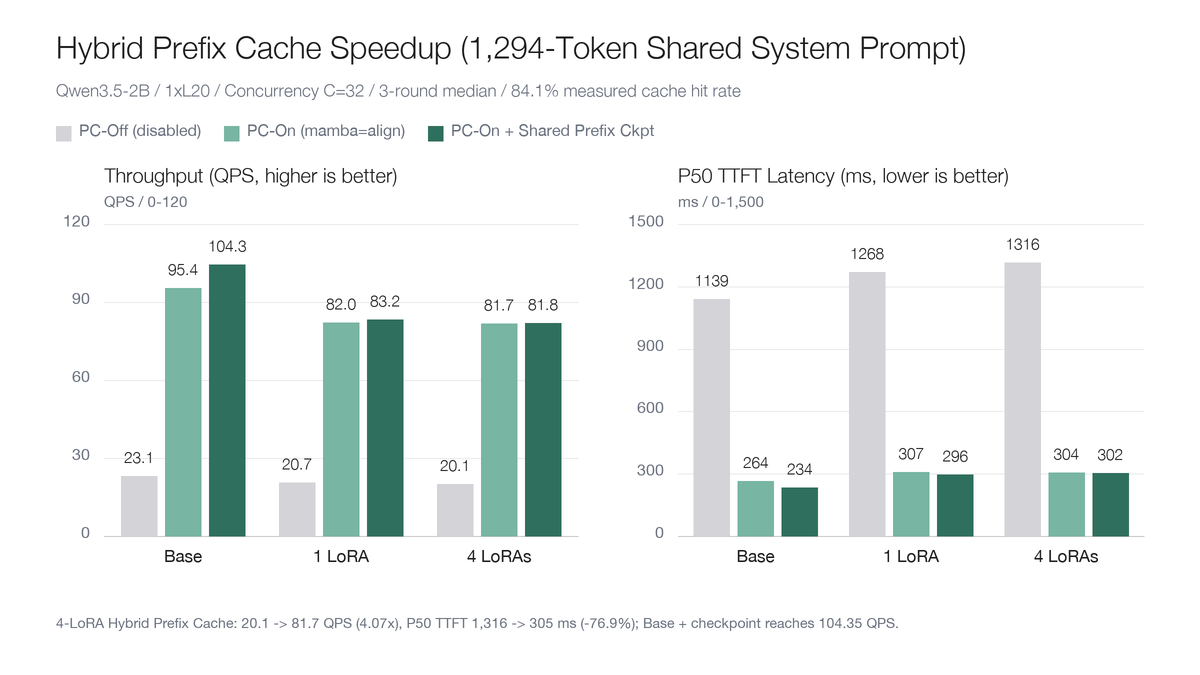 Hybrid Prefix Cache Speedup (1,294-Token Shared System Prompt)
Qwen3.5-2B / 1xL20 / Concurrency C=32 / 3-round median / 84.1% measured cache hit rate
PC-Off (disabled) PC-On (mamba=align) PC-On + Shared Prefix Ckpt
Throughput (QPS, higher is better)
QPS / 0-120
120
90
60
30
0
23.1
95.4
104.3
20.7
82.0
83.2
20.1
81.7
81.8
Base
1 LoRA
4 LoRAs
P50 TTFT Latency (ms, lower is better)
ms / 0-1,500
1500
1200
900
600
300
0
1139
264
234
1268
307
296
1316
304
302
Base
1 LoRA
4 LoRAs
4-LoRA Hybrid Prefix Cache: 20.1 -> 81.7 QPS (4.07x), P50 TTFT 1,316 -> 305 ms (-76.9%); Base + checkpoint reaches 104.35 QPS.